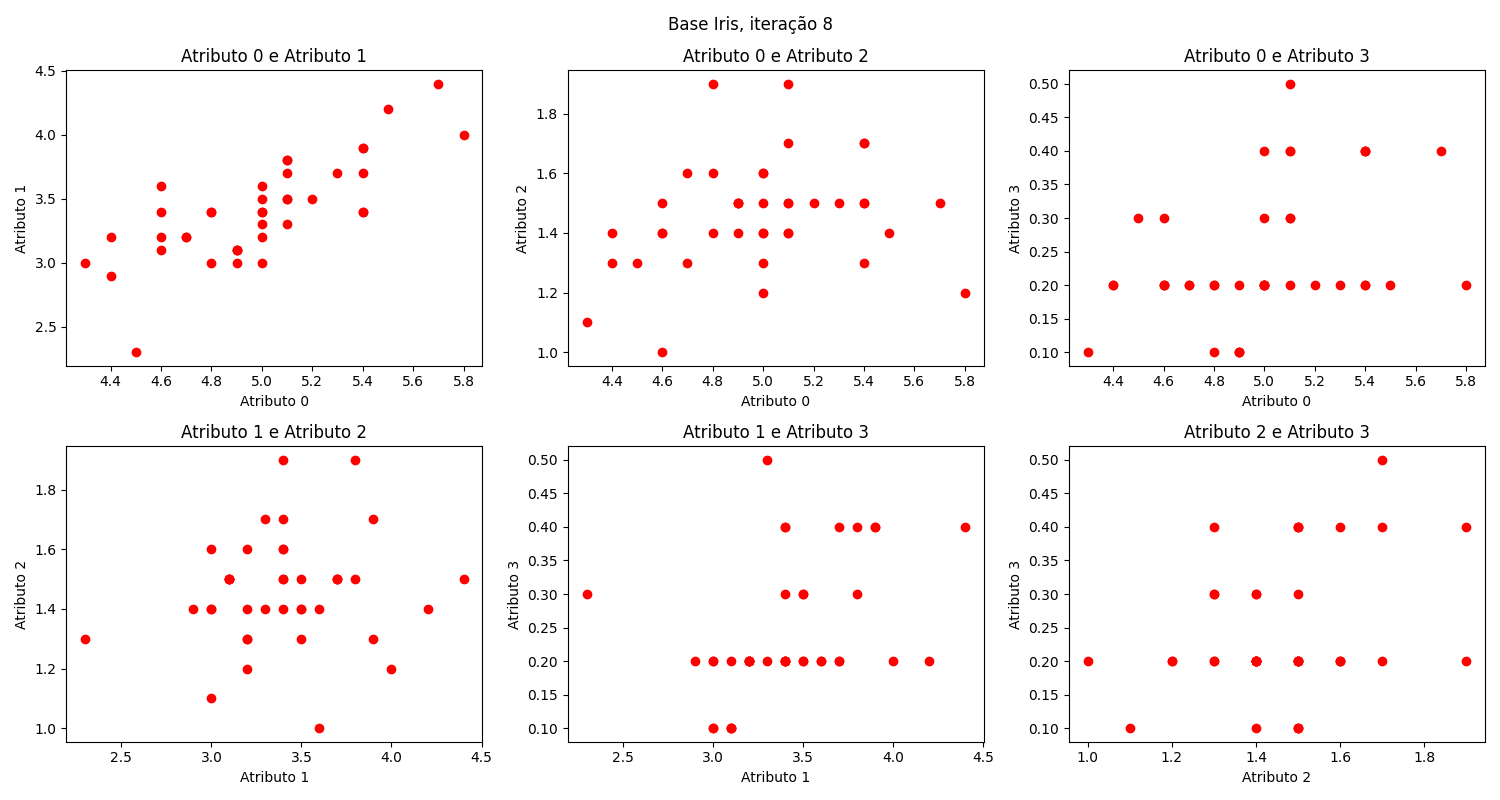 Base Iris, iteração 8
Atributo 0 e Atributo 1
4.5
4.0
3.5
3.0
2.5
Atributo 1
4.4 4.6 4.8 5.0 5.2 5.4 5.6 5.8
Atributo 0
Atributo 0 e Atributo 2
1.8
1.6
1.4
1.2
1.0
Atributo 2
4.4 4.6 4.8 5.0 5.2 5.4 5.6 5.8
Atributo 0
Atributo 0 e Atributo 3
0.50
0.45
0.40
0.35
0.30
0.25
0.20
0.15
0.10
Atributo 3
4.4 4.6 4.8 5.0 5.2 5.4 5.6 5.8
Atributo 0
Atributo 1 e Atributo 2
1.8
1.6
1.4
1.2
1.0
Atributo 2
2.5 3.0 3.5 4.0 4.5
Atributo 1
Atributo 1 e Atributo 3
0.50
0.45
0.40
0.35
0.30
0.25
0.20
0.15
0.10
Atributo 3
2.5 3.0 3.5 4.0 4.5
Atributo 1
Atributo 2 e Atributo 3
0.50
0.45
0.40
0.35
0.30
0.25
0.20
0.15
0.10
Atributo 3
1.0 1.2 1.4 1.6 1.8
Atributo 2